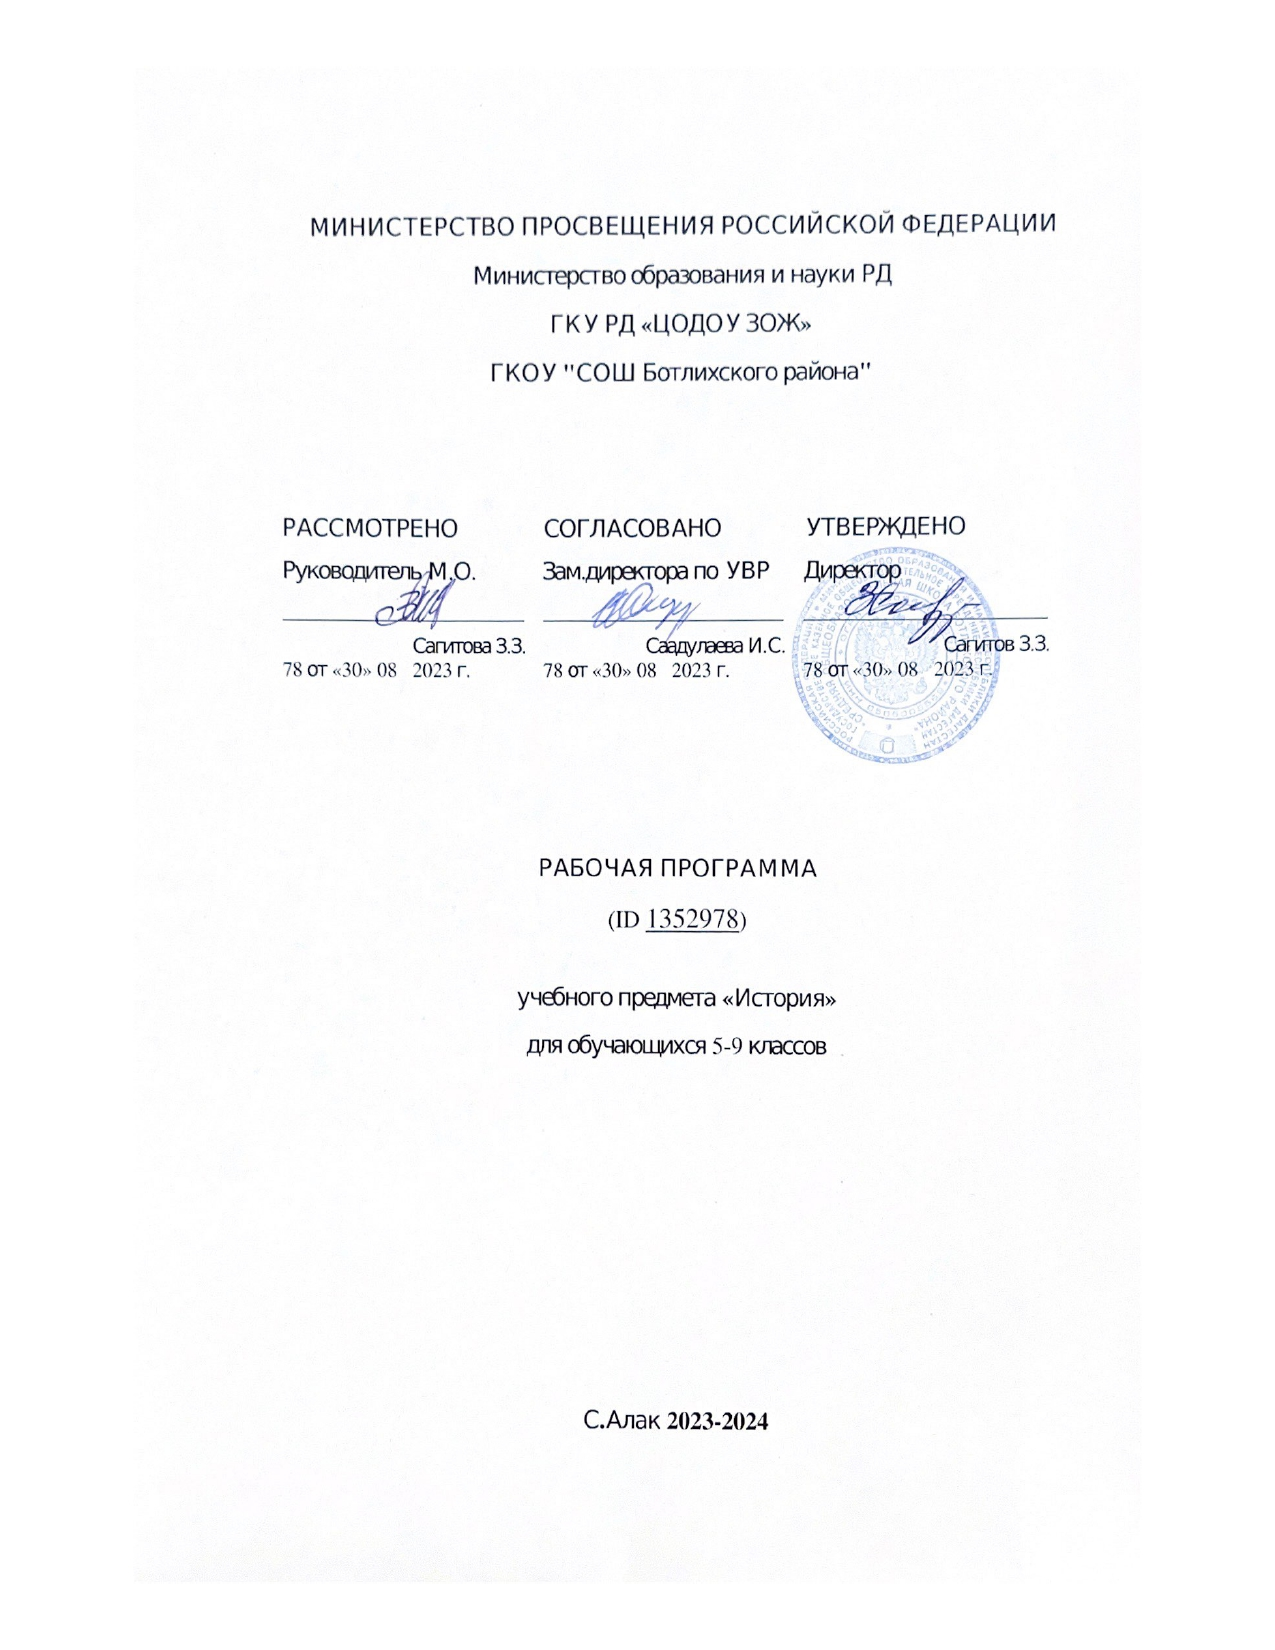 МИНИСТЕРСТВО ПРОСВЕЩЕНИЯ РОССИЙСКОЙ ФЕДЕРАЦИИ
Министерство образования и науки РД
ГКУ РД «ЦОДОУ ЗОЖ»
ГКОУ "СОШ Ботлихского района"
РАССМОТРЕНО
Руководитель М.О.
Сагитова З.З.
78 от «30» 08 2023 г.
СОГЛАСОВАНО
Зам.директора по УВР
Саадулаева И.С.
78 от «30» 08 2023 г.
УТВЕРЖДЕНО
Директор
Сагитов З.З.
78 от «30» 08 2023 г.
РАБОЧАЯ ПРОГРАММА
(ID 1352978)
учебного предмета «История»
для обучающихся 5-9 классов
С.Алак 2023-2024